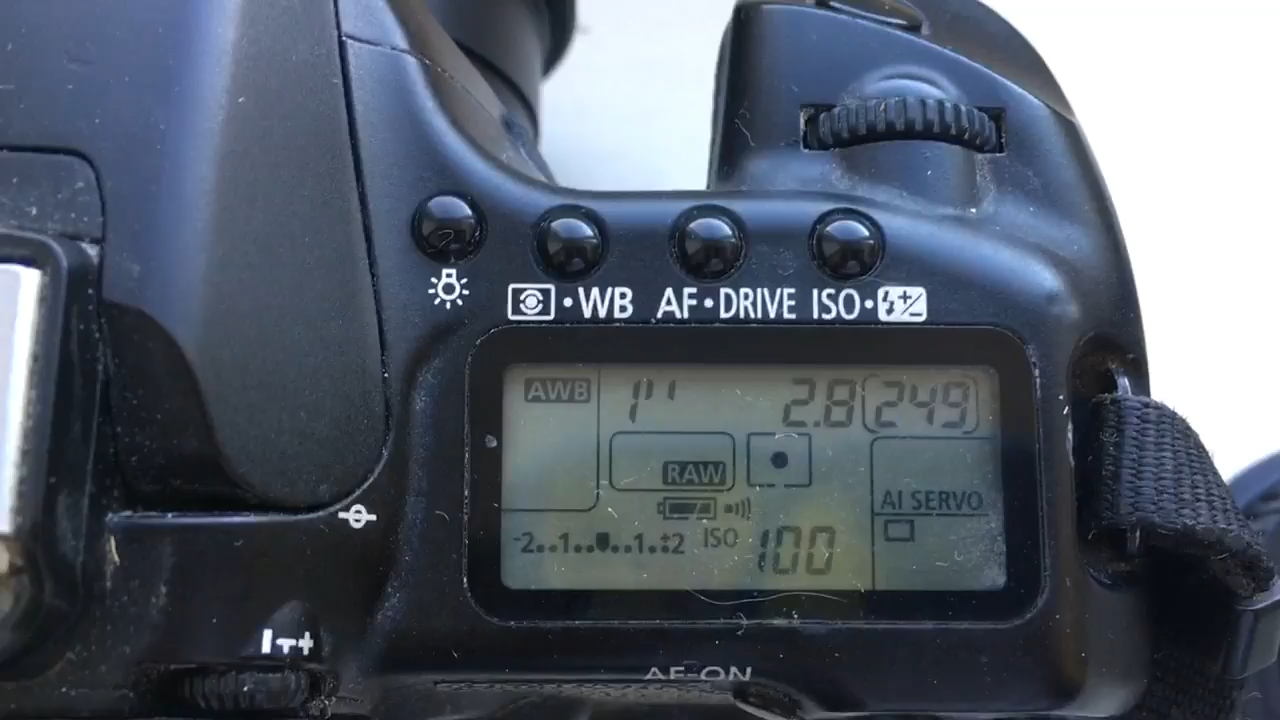 WB AF•DRIVE ISO•
AWB 1" 2.8 [249]
RAW
AI SERVO
-2..1..▼..1.+2 ISO 100
AF-ON